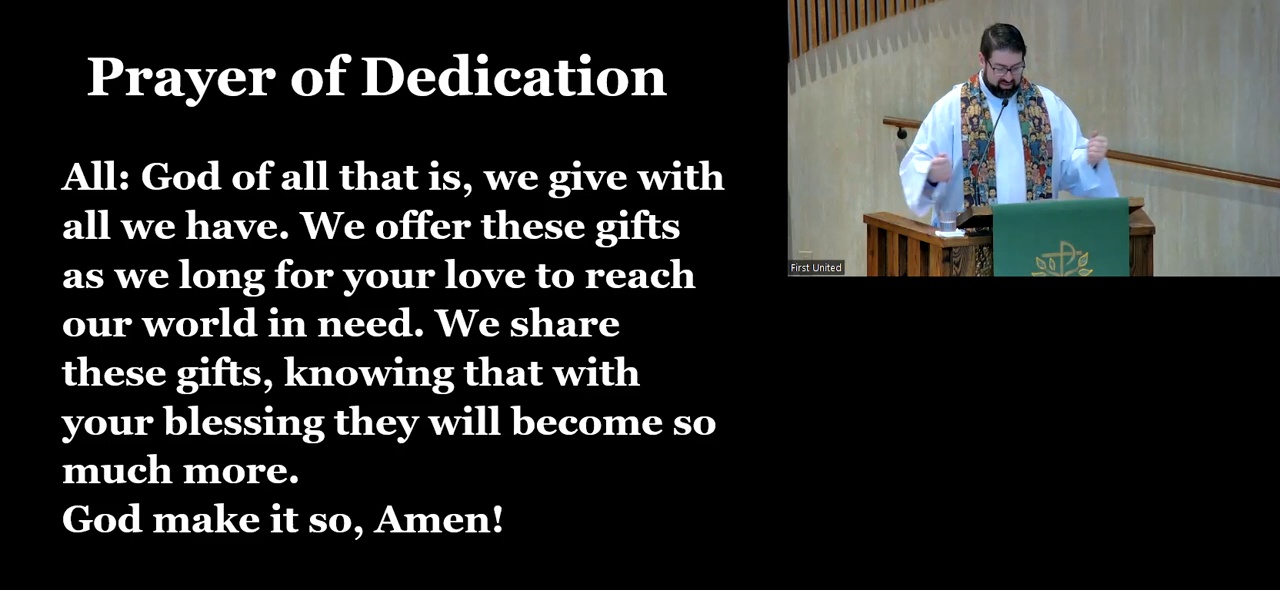 Prayer of Dedication
All: God of all that is, we give with
all we have. We offer these gifts
as we long for your love to reach
our world in need. We share
these gifts, knowing that with
your blessing they will become so
much more.
God make it so, Amen!
First United